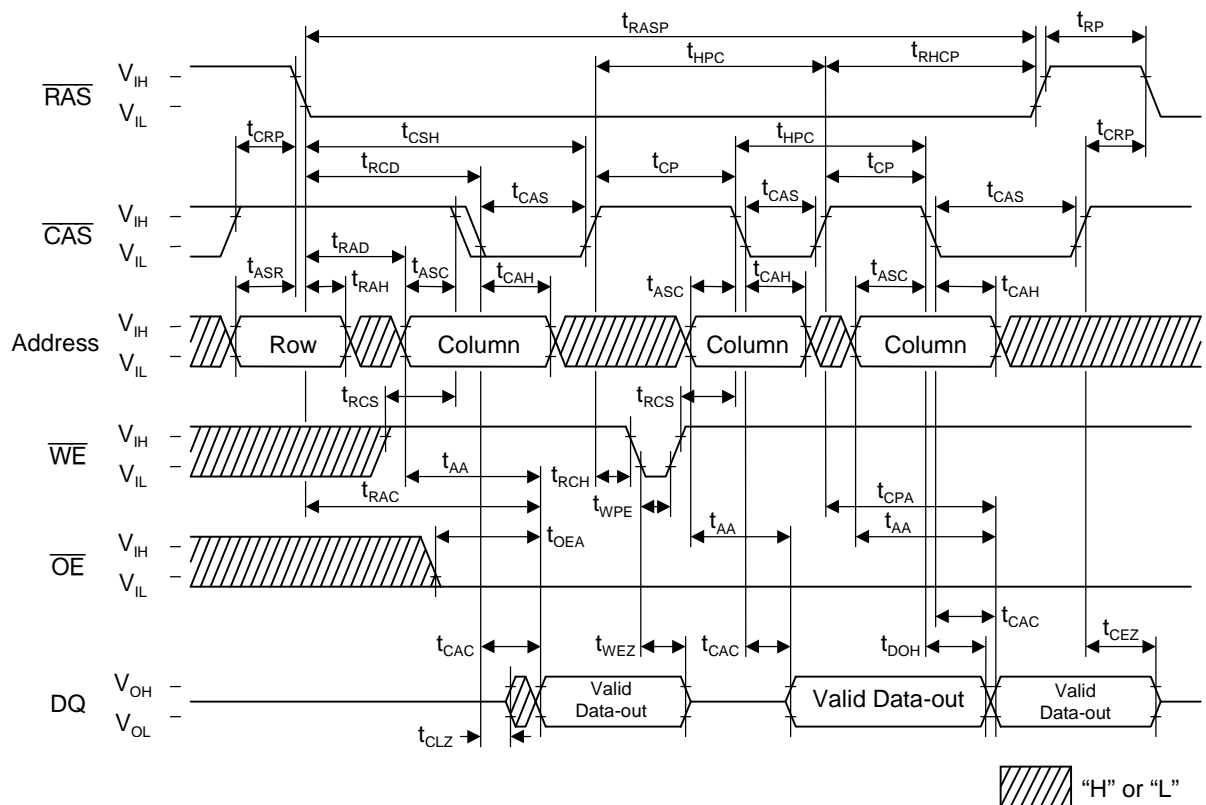 tRASP
tRP
tHPC
tRHCP
RAS
VIH
VIL
tCRP
tCSH
tHPC
tCRP
tRCD
tCP
tCP
CAS
VIH
VIL
tCAS
tCAS
tCAS
tRAD
tASR
tRAH
tASC
tCAH
tASC
tCAH
tASC
tCAH
Address
VIH
VIL
Row
Column
Column
Column
tRCS
tRCS
WE
VIH
VIL
tAA
tRCH
tRAC
tWPE
tCPA
OE
VIH
VIL
tOEA
tAA
tAA
tCAC
tCAC
tWEZ
tCAC
tDOH
tCEZ
DQ
VOH
VOL
Valid
Data-out
Valid Data-out
Valid
Data-out
tCLZ
“H” or “L”